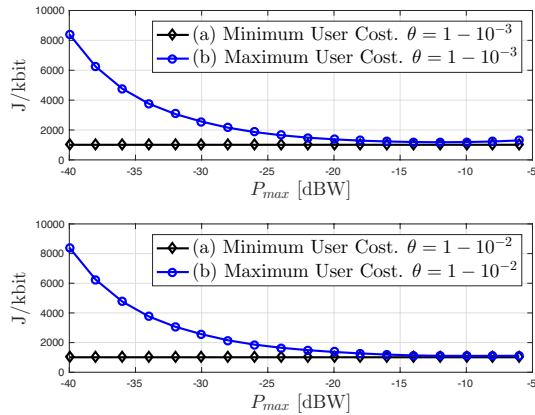 10000
8000
6000
4000
2000
0
J/kbit
(a) Minimum User Cost. θ = 1 − 10⁻³
(b) Maximum User Cost. θ = 1 − 10⁻³
-40 -35 -30 -25 -20 -15 -10 -5
P_max [dBW]
10000
8000
6000
4000
2000
0
J/kbit
(a) Minimum User Cost. θ = 1 − 10⁻²
(b) Maximum User Cost. θ = 1 − 10⁻²
-40 -35 -30 -25 -20 -15 -10 -5
P_max [dBW]